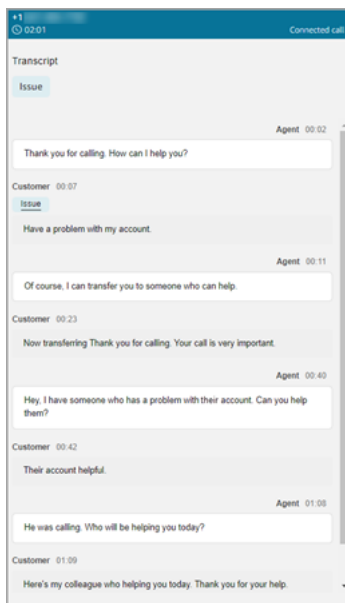 +1
02:01 Connected call
Transcript
Issue
Agent 00:02
Thank you for calling. How can I help you?
Customer 00:07
Issue
Have a problem with my account.
Agent 00:11
Of course, I can transfer you to someone who can help.
Customer 00:23
Now transferring Thank you for calling. Your call is very important.
Agent 00:40
Hey, I have someone who has a problem with their account. Can you help
them?
Customer 00:42
Their account helpful.
Agent 01:08
He was calling. Who will be helping you today?
Customer 01:09
Here's my colleague who helping you today. Thank you for your help.